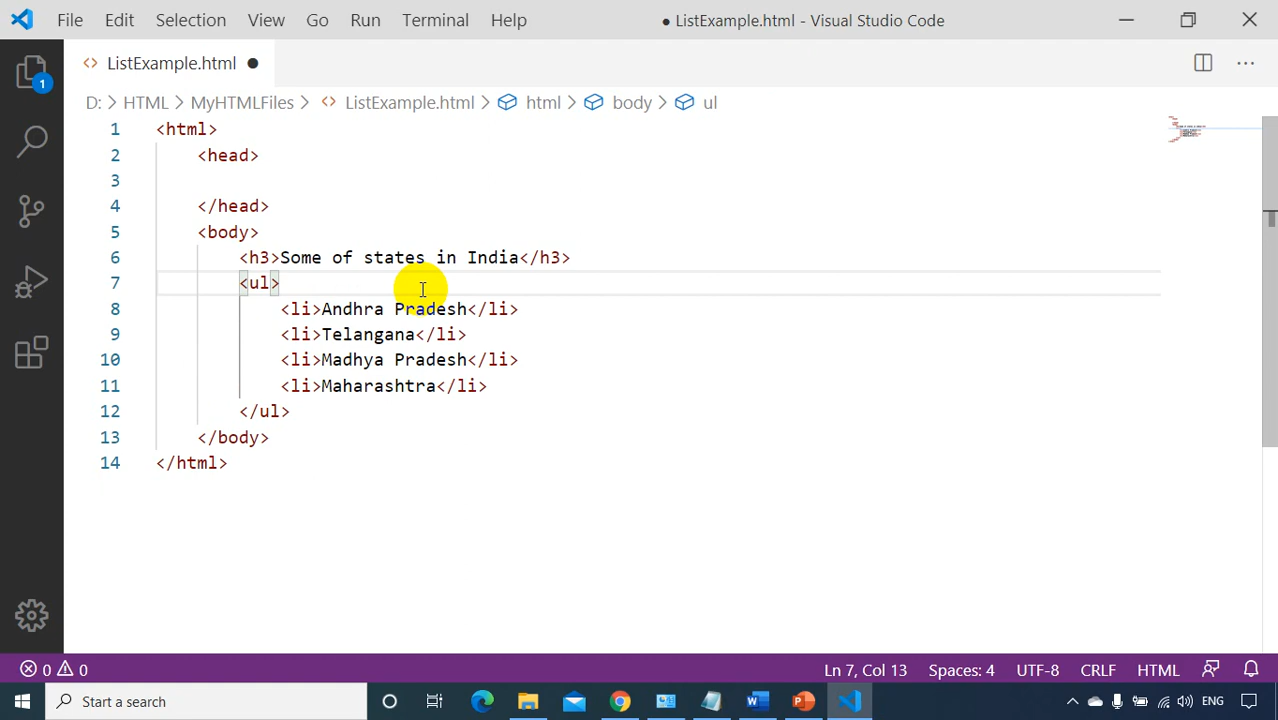 File Edit Selection View Go Run Terminal Help ● ListExample.html - Visual Studio Code
ListExample.html ●
1
D: > HTML > MyHTMLFiles > ListExample.html > html > body > ul
1 <html>
2 <head>
3
4 </head>
5 <body>
6 <h3>Some of states in India</h3>
7 <ul>
8 <li>Andhra Pradesh</li>
9 <li>Telangana</li>
10 <li>Madhya Pradesh</li>
11 <li>Maharashtra</li>
12 </ul>
13 </body>
14 </html>
0 0 Ln 7, Col 13 Spaces: 4 UTF-8 CRLF HTML
Start a search ENG